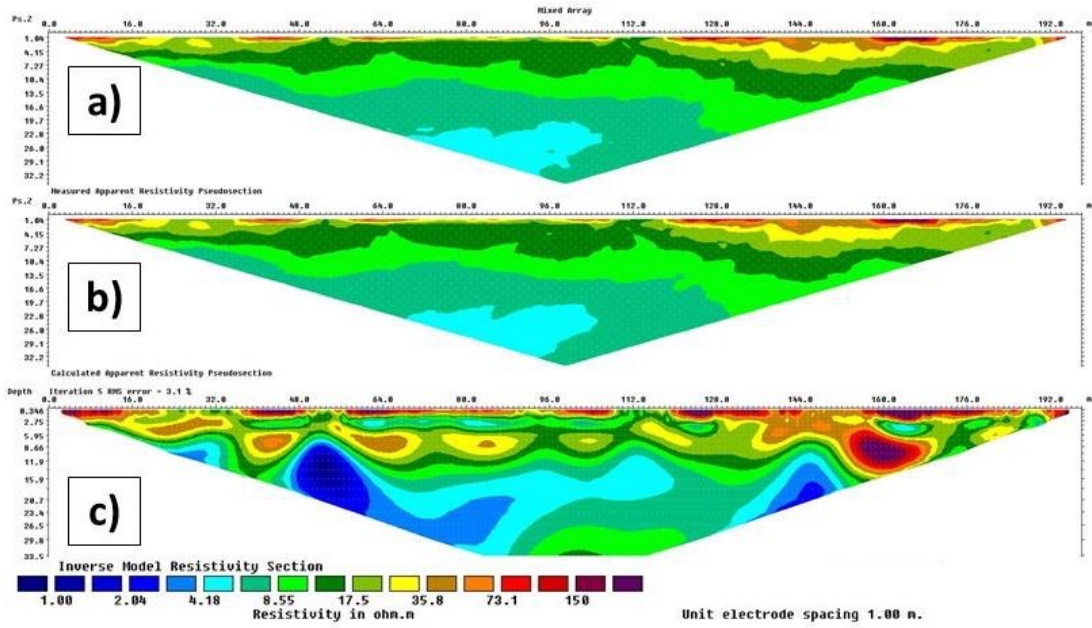 Mixed Array
Ps.Z 0.0 16.0 32.0 48.0 64.0 80.0 96.0 112.0 128.0 144.0 160.0 176.0 192.0 m
1.04
4.15
7.27
10.4
13.5
19.7
22.8
26.0
29.1
32.2
a)
Measured Apparent Resistivity Pseudosection
Ps.Z 0.0 16.0 32.0 48.0 64.0 80.0 96.0 112.0 128.0 144.0 160.0 176.0 192.0 m
1.04
4.15
7.27
10.4
13.5
16.6
19.7
22.8
26.0
29.1
32.2
b)
Calculated Apparent Resistivity Pseudosection
Depth Iteration 5 RMS error = 3.1 %
0.0 16.0 32.0 48.0 64.0 80.0 96.0 112.0 128.0 144.0 160.0 176.0 192.0 m
0.346
2.75
5.95
8.66
11.9
15.9
20.7
23.4
26.5
29.8
33.5
c)
Inverse Model Resistivity Section
1.00 2.04 4.18 8.55 17.5 35.8 73.1 150
Resistivity in ohm.m
Unit electrode spacing 1.00 m.